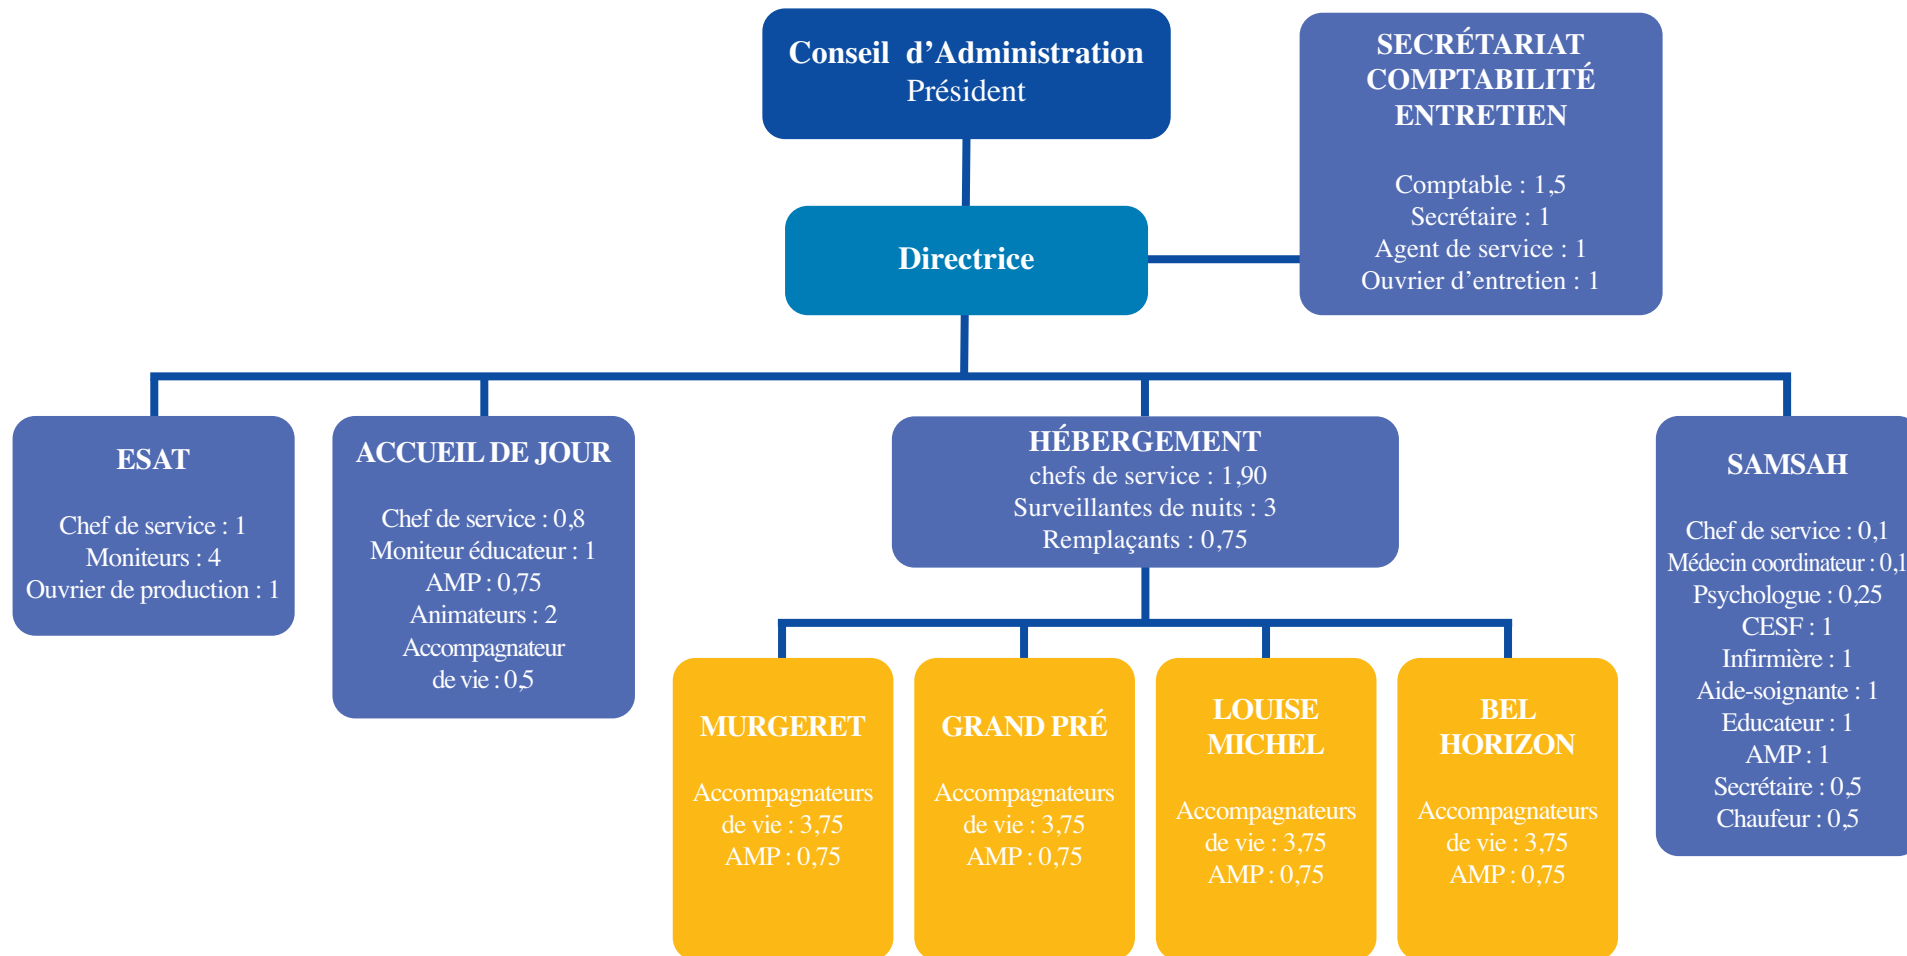 Conseil d’Administration
Président
SECRÉTARIAT
COMPTABILITÉ
ENTRETIEN
Comptable : 1,5
Secrétaire : 1
Agent de service : 1
Ouvrier d’entretien : 1
Directrice
ESAT
Chef de service : 1
Moniteurs : 4
Ouvrier de production : 1
ACCUEIL DE JOUR
Chef de service : 0,8
Moniteur éducateur : 1
AMP : 0,75
Animateurs : 2
Accompagnateur
de vie : 0,5
HÉBERGEMENT
chefs de service : 1,90
Surveillantes de nuits : 3
Remplaçants : 0,75
MURGERET
Accompagnateurs
de vie : 3,75
AMP : 0,75
GRAND PRÉ
Accompagnateurs
de vie : 3,75
AMP : 0,75
LOUISE
MICHEL
Accompagnateurs
de vie : 3,75
AMP : 0,75
BEL
HORIZON
Accompagnateurs
de vie : 3,75
AMP : 0,75
SAMSAH
Chef de service : 0,1
Médecin coordinateur : 0,1
Psychologue : 0,25
CESF : 1
Infirmière : 1
Aide-soignante : 1
Educateur : 1
AMP : 1
Secrétaire : 0,5
Chaufeur : 0,5